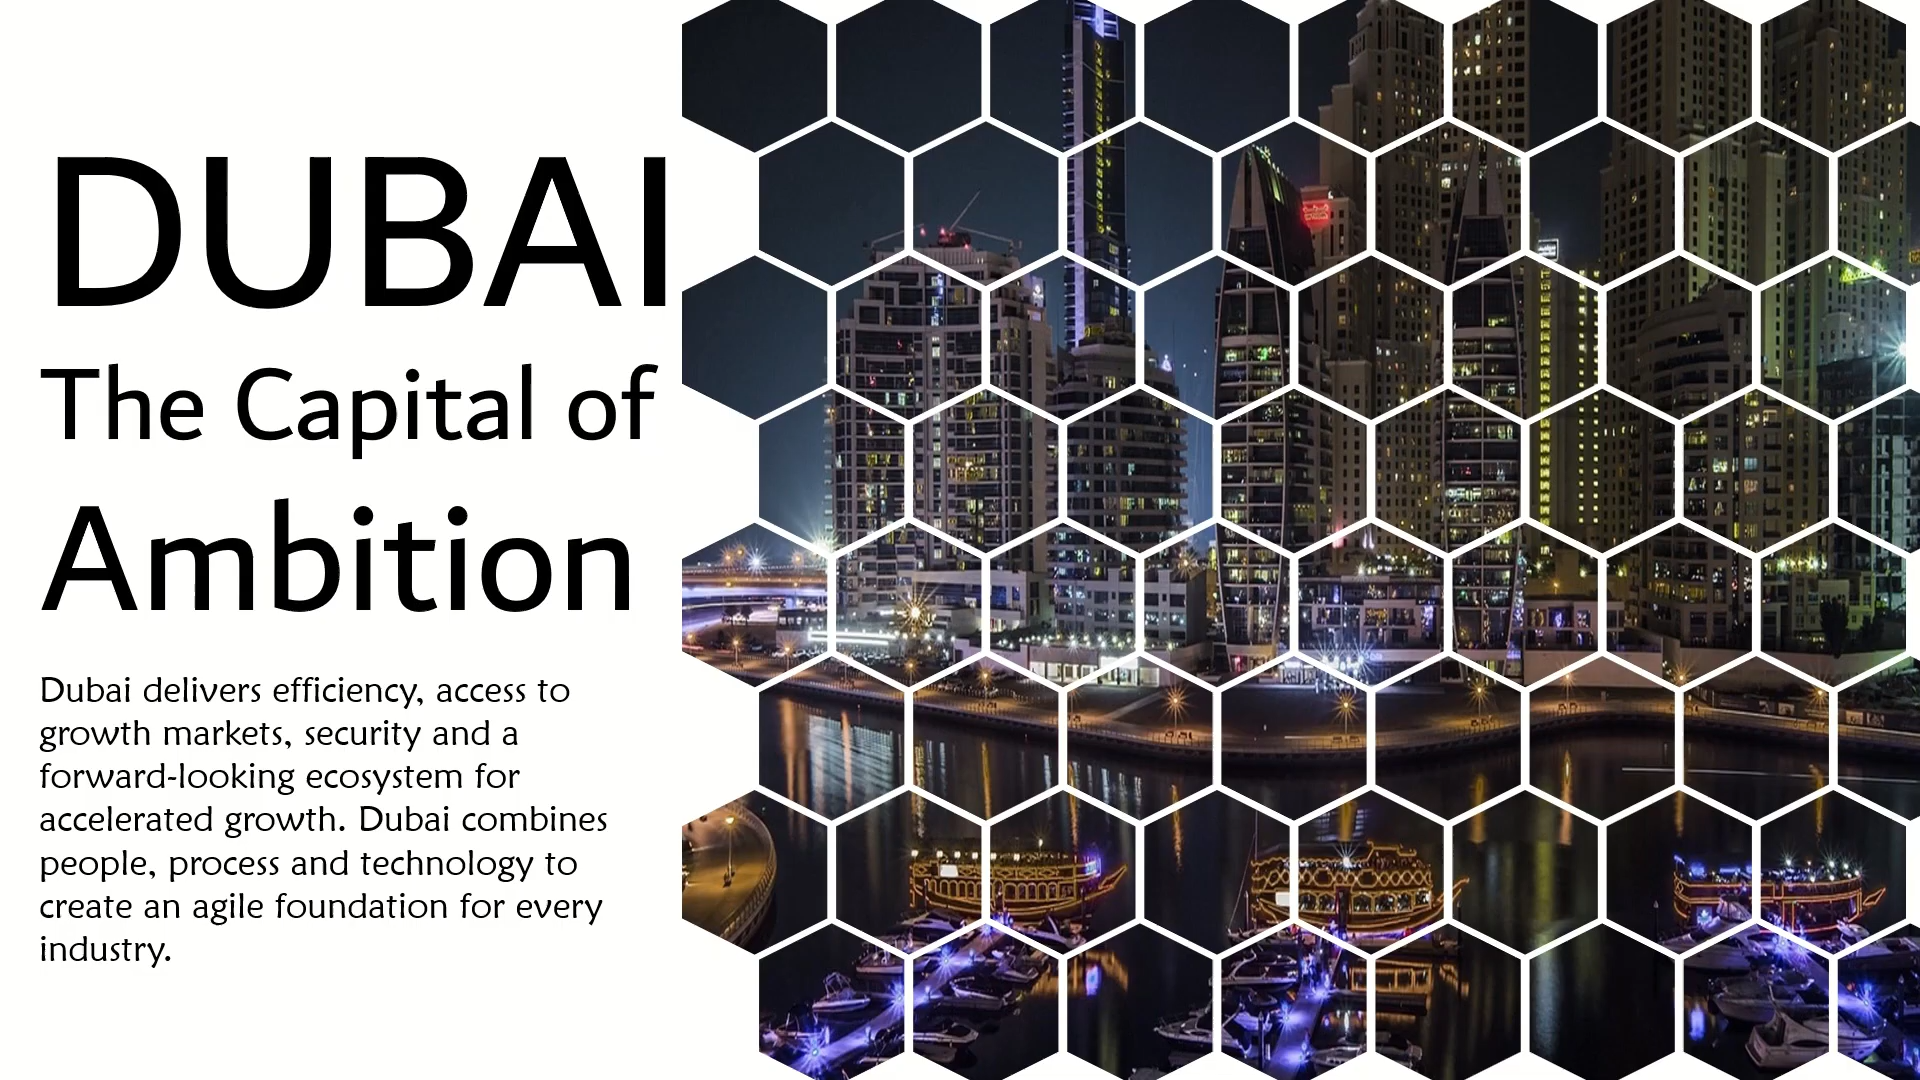 DUBAI
The Capital of
Ambition
Dubai delivers efficiency, access to
growth markets, security and a
forward-looking ecosystem for
accelerated growth. Dubai combines
people, process and technology to
create an agile foundation for every
industry.